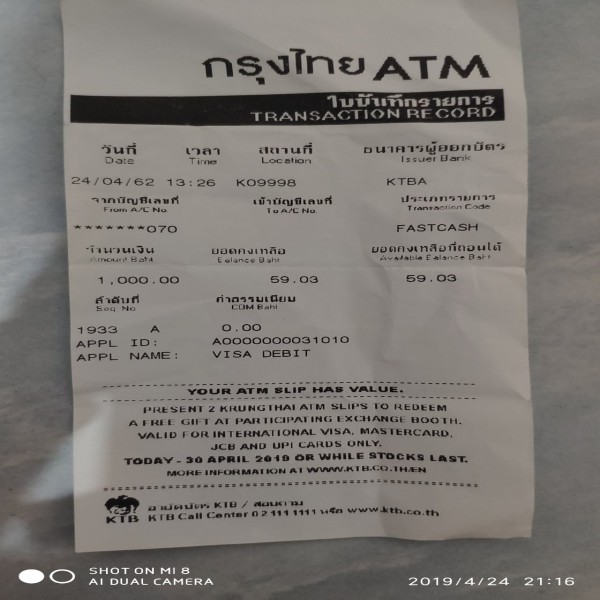 กรุงไทย ATM
ใบบันทึกรายการ
TRANSACTION RECORD
วันที่ เวลา สถานที่ ธนาคารผู้ออกบัตร
Date Time Location Issuer Bank
24/04/62 13:26 K09998 KTBA
จากบัญชีเลขที่ เข้าบัญชีเลขที่ ประเภทรายการ
From A/C No. To A/C No. Transaction Code
*******070 FASTCASH
จำนวนเงิน ยอดคงเหลือ ยอดคงเหลือที่ถอนได้
Amount Baht Balance Baht Available Balance Baht
1,000.00 59.03 59.03
ลำดับที่ ค่าธรรมเนียม
Seq No COM Baht
1933 A 0.00
APPL ID: A0000000031010
APPL NAME: VISA DEBIT
YOUR ATM SLIP HAS VALUE.
PRESENT 2 KRUNGTHAI ATM SLIPS TO REDEEM
A FREE GIFT AT PARTICIPATING EXCHANGE BOOTH.
VALID FOR INTERNATIONAL VISA, MASTERCARD,
JCB AND UPI CARDS ONLY.
TODAY - 30 APRIL 2019 OR WHILE STOCKS LAST.
MORE INFORMATION AT WWW.KTB.CO.TH/EN
อายัดบัตร KTB / สอบถาม
KTB KTB Call Center 02 111 1111 หรือ www.ktb.co.th
SHOT ON MI 8
AI DUAL CAMERA
2019/4/24 21:16